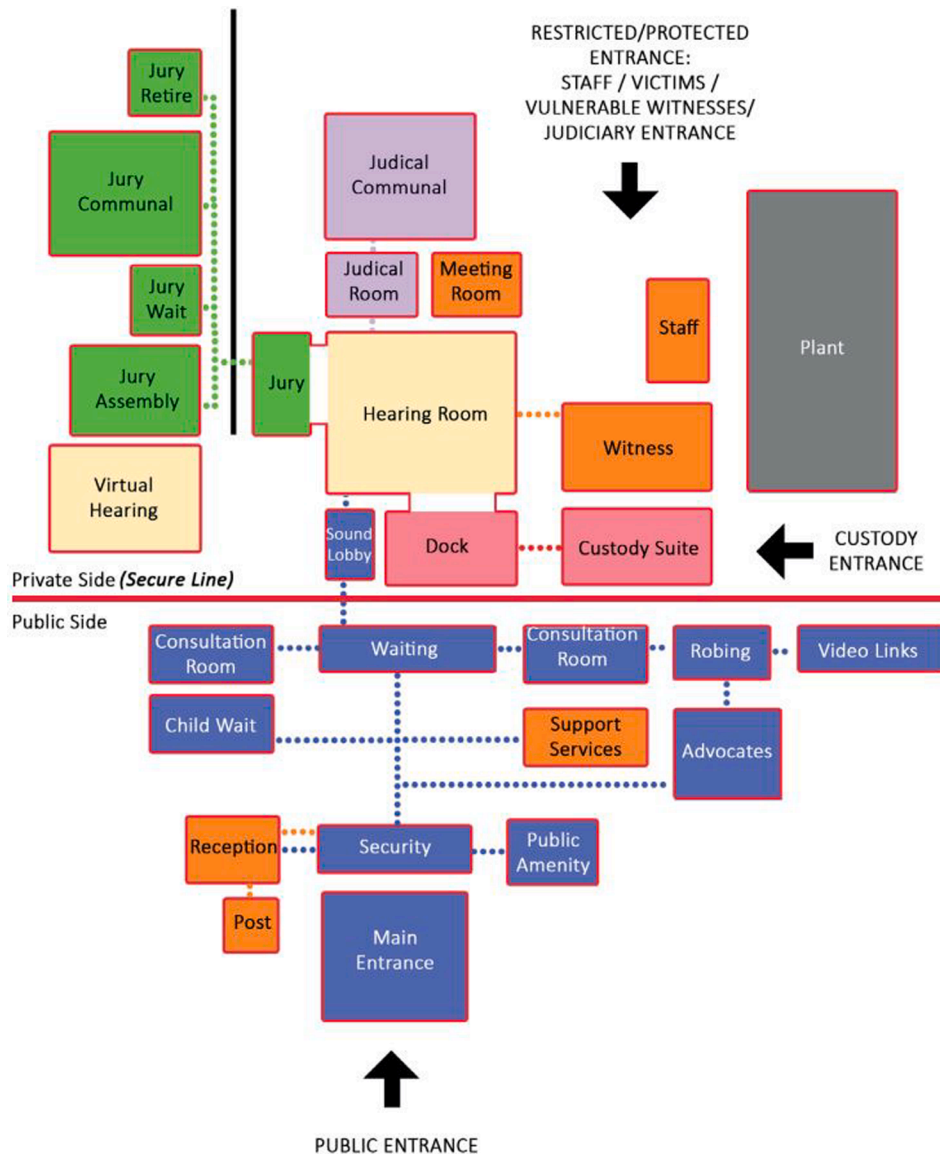 RESTRICTED/PROTECTED
ENTRANCE:
STAFF / VICTIMS /
VULNERABLE WITNESSES/
JUDICIARY ENTRANCE
Jury
Retire
Jury
Communal
Judical
Communal
Jury
Wait
Judical
Room
Meeting
Room
Staff
Plant
Jury
Assembly
Jury
Hearing Room
Witness
Virtual
Hearing
Sound
Lobby
Dock
Custody Suite
CUSTODY
ENTRANCE
Private Side (Secure Line)
Public Side
Consultation
Room
Waiting
Consultation
Room
Robing
Video Links
Child Wait
Support
Services
Advocates
Reception
Security
Public
Amenity
Post
Main
Entrance
PUBLIC ENTRANCE